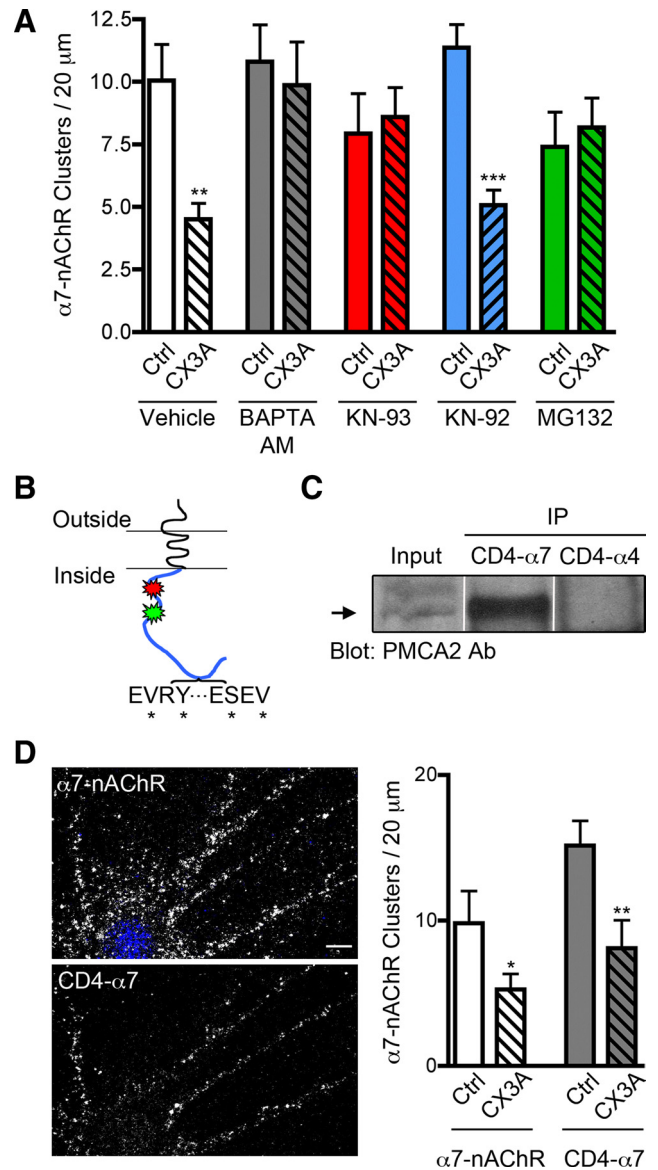 A
α7-nAChR Clusters / 20 μm
12.5
10.0
7.5
5.0
2.5
0.0
**
***
Ctrl CX3A Ctrl CX3A Ctrl CX3A Ctrl CX3A Ctrl CX3A
Vehicle BAPTA AM KN-93 KN-92 MG132
B
Outside
Inside
EVRY···ESEV
* * * *
C
IP
Input CD4-α7 CD4-α4
Blot: PMCA2 Ab
D
α7-nAChR
CD4-α7
α7-nAChR Clusters / 20 μm
20
10
0
*
**
Ctrl CX3A Ctrl CX3A
α7-nAChR CD4-α7